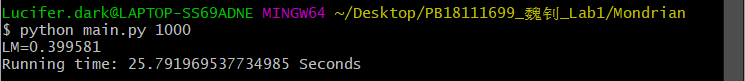 Lucifer.dark@LAPTOP-SS69ADNE MINGW64 ~/Desktop/PB18111699_魏钊_Lab1/Mondrian
$ python main.py 1000
LM=0.399581
Running time: 25.791969537734985 Seconds